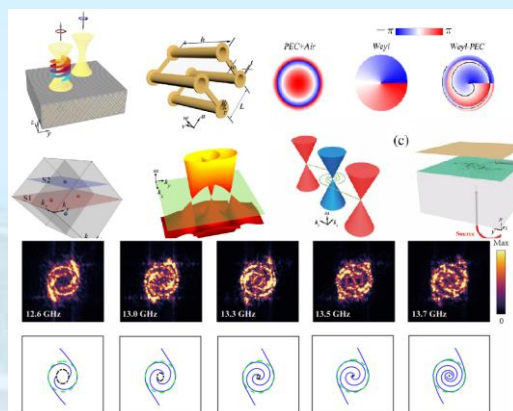 − π π
PEC+Air
Weyl
Weyl-PEC
h
L
z
y
S2
S1
(c)
Source
Max
0
12.6 GHz
13.0 GHz
13.3 GHz
13.5 GHz
13.7 GHz